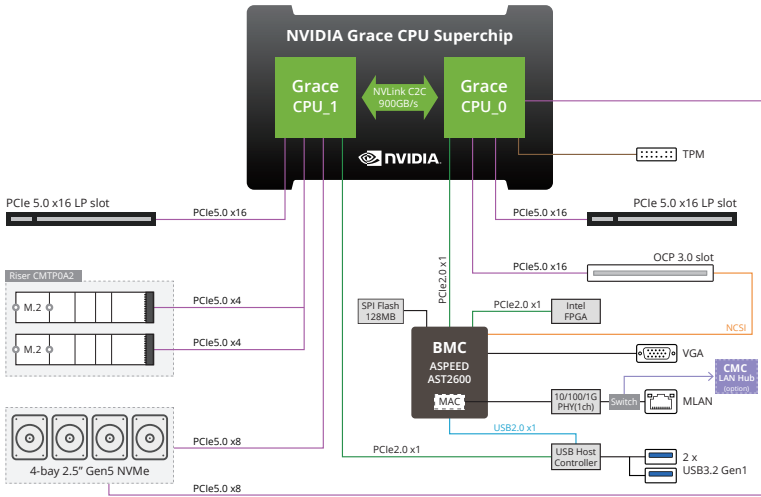 NVIDIA Grace CPU Superchip
Grace
CPU_1
NVLink C2C
900GB/s
Grace
CPU_0
NVIDIA.
TPM
PCIe 5.0 x16 LP slot
PCIe5.0 x16
PCIe5.0 x16
PCIe 5.0 x16 LP slot
PCIe2.0 x1
PCIe5.0 x16
OCP 3.0 slot
Riser CMTP0A2
M.2
PCIe5.0 x4
M.2
PCIe5.0 x4
SPI Flash
128MB
PCIe2.0 x1
Intel
FPGA
NCSI
BMC
ASPEED
AST2600
MAC
VGA
CMC
LAN Hub
(option)
10/100/1G
PHY(1ch)
Switch
MLAN
USB2.0 x1
4-bay 2.5” Gen5 NVMe
PCIe5.0 x8
PCIe2.0 x1
USB Host
Controller
2 x
USB3.2 Gen1
PCIe5.0 x8